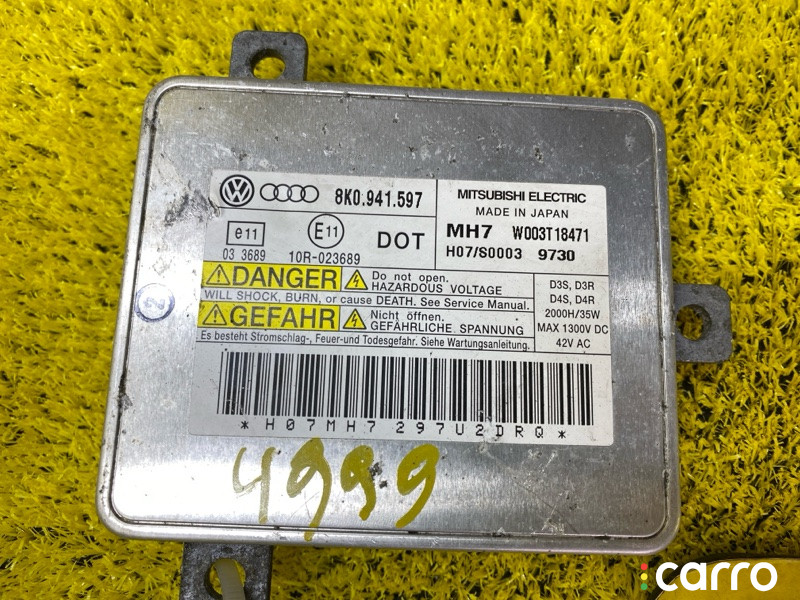 8K0.941.597
e11
E11
DOT
03 3689
10R-023689
MITSUBISHI ELECTRIC
MADE IN JAPAN
MH7 W003T18471
H07/S0003 9730
DANGER
Do not open.
HAZARDOUS VOLTAGE
WILL SHOCK, BURN, or cause DEATH. See Service Manual.
GEFAHR
Nicht öffnen.
GEFÄHRLICHE SPANNUNG
Es besteht Stromschlag-, Feuer-und Todesgefahr. Siehe Wartungsanleitung.
D3S, D3R
D4S, D4R
2000H/35W
MAX 1300V DC
42V AC
*H07MH7 297U2DRQ*
2
4999
carro